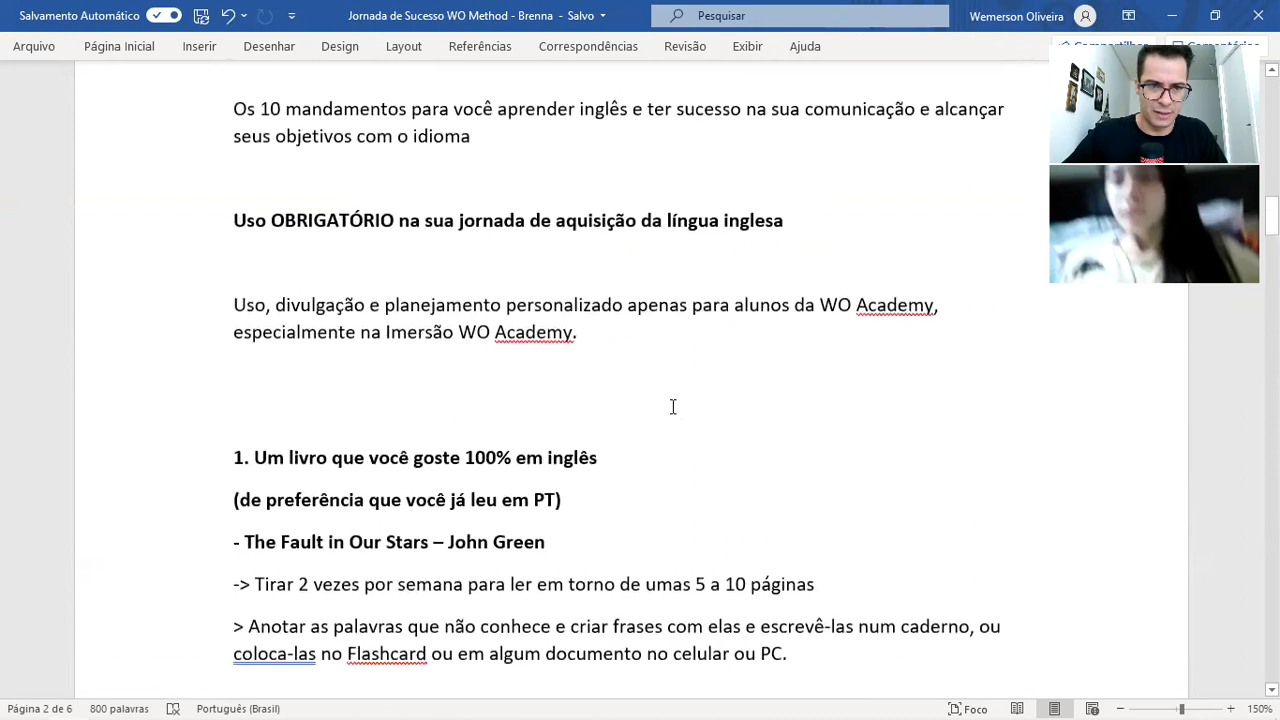 Salvamento Automático
Jornada de Sucesso WO Method - Brenna - Salvo
Pesquisar
Wemerson Oliveira
Arquivo Página Inicial Inserir Desenhar Design Layout Referências Correspondências Revisão Exibir Ajuda
Os 10 mandamentos para você aprender inglês e ter sucesso na sua comunicação e alcançar
seus objetivos com o idioma
Uso OBRIGATÓRIO na sua jornada de aquisição da língua inglesa
Uso, divulgação e planejamento personalizado apenas para alunos da WO Academy,
especialmente na Imersão WO Academy.
1. Um livro que você goste 100% em inglês
(de preferência que você já leu em PT)
- The Fault in Our Stars – John Green
-> Tirar 2 vezes por semana para ler em torno de umas 5 a 10 páginas
> Anotar as palavras que não conhece e criar frases com elas e escrevê-las num caderno, ou
coloca-las no Flashcard ou em algum documento no celular ou PC.
Página 2 de 6 800 palavras Português (Brasil) Foco 150%